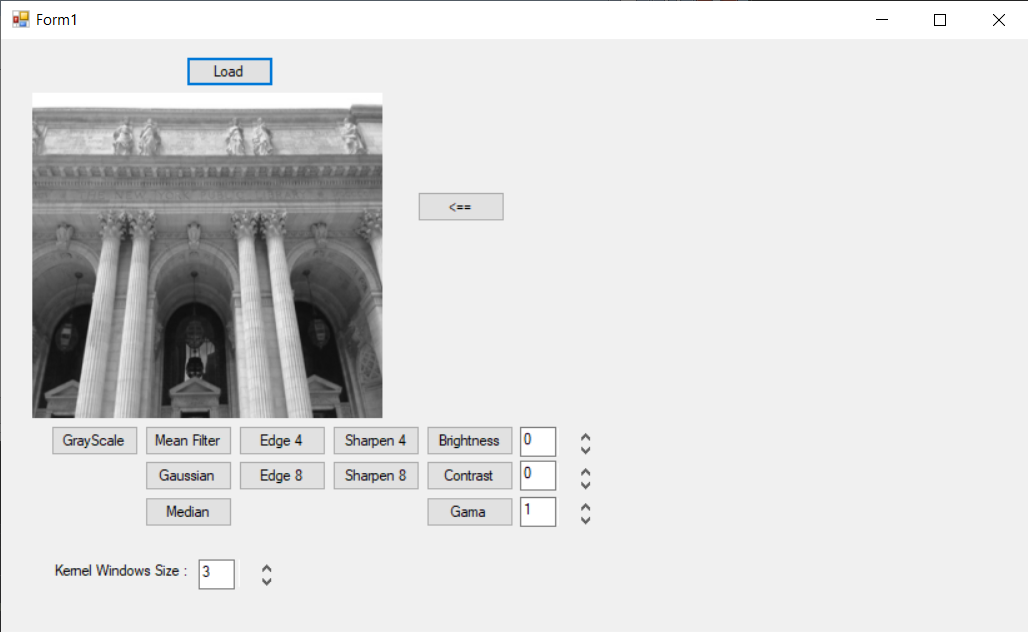 Form1
Load
<==
GrayScale Mean Filter Edge 4 Sharpen 4 Brightness 0
Gaussian Edge 8 Sharpen 8 Contrast 0
Median Gama 1
Kernel Windows Size : 3